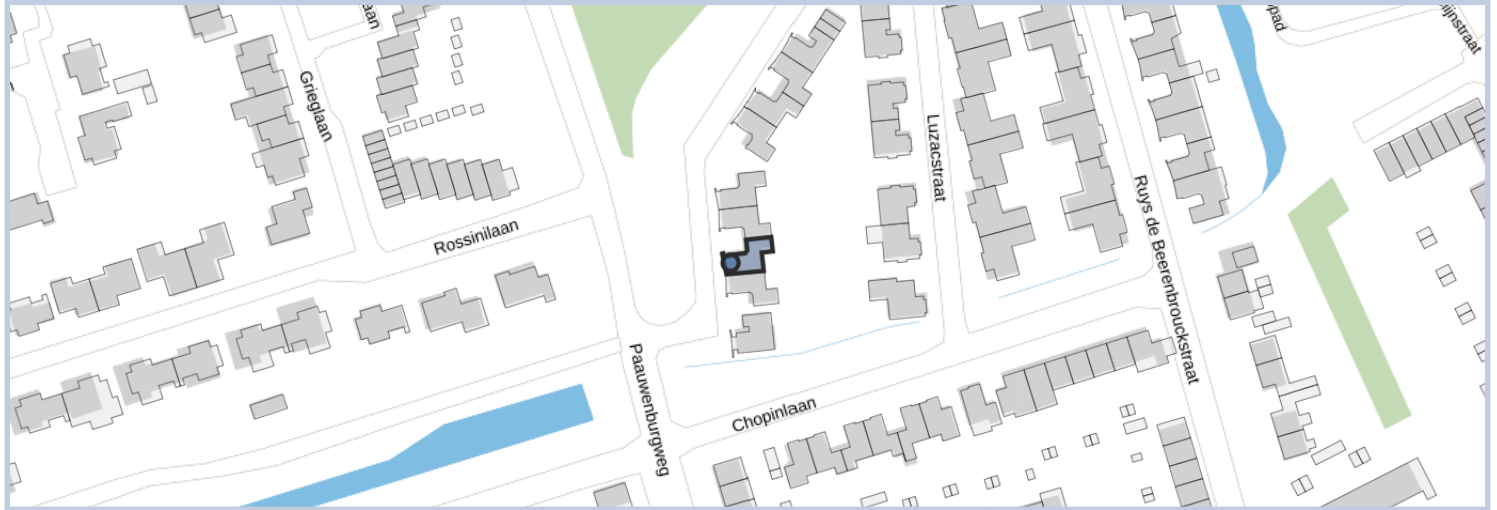 Grieglaan
Luzacstraat
Ruys de Beerenbrouckstraat
Rossinilaan
Paauwenburgweg
Chopinlaan